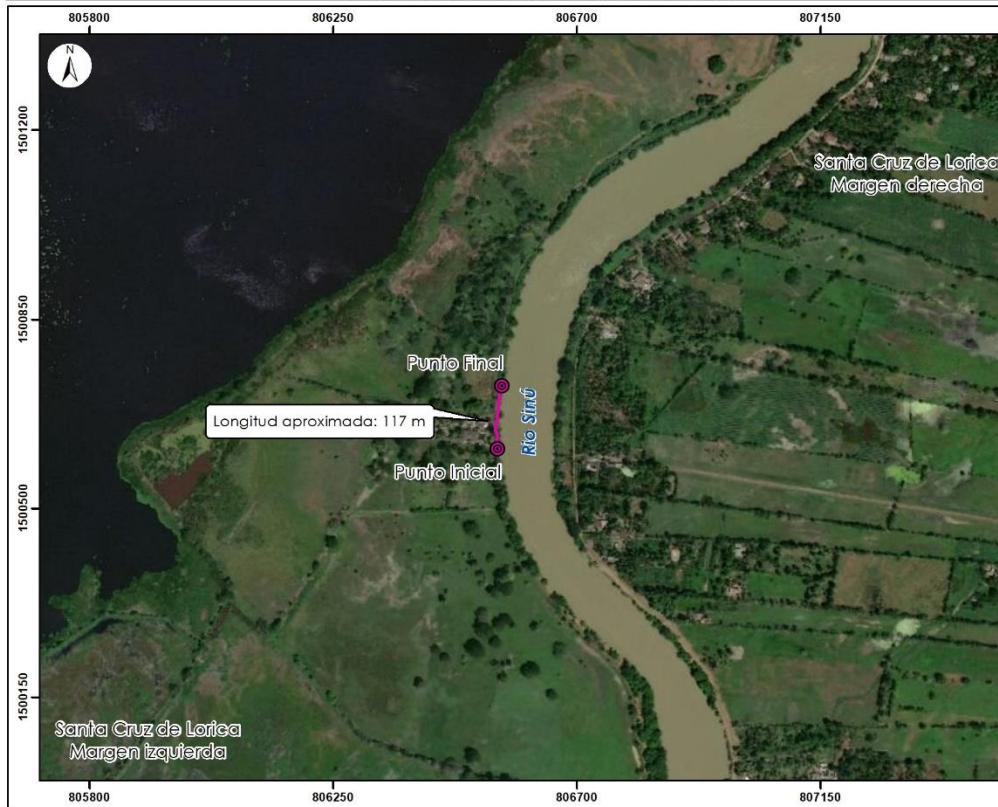 805800
806250
806700
807150
N
1501200
Santa Cruz de Lorica
Margen derecha
1500850
Punto Final
Longitud aproximada: 117 m
Río Sinú
Punto Inicial
1500500
1500150
Santa Cruz de Lorica
Margen izquierda
805800
806250
806700
807150